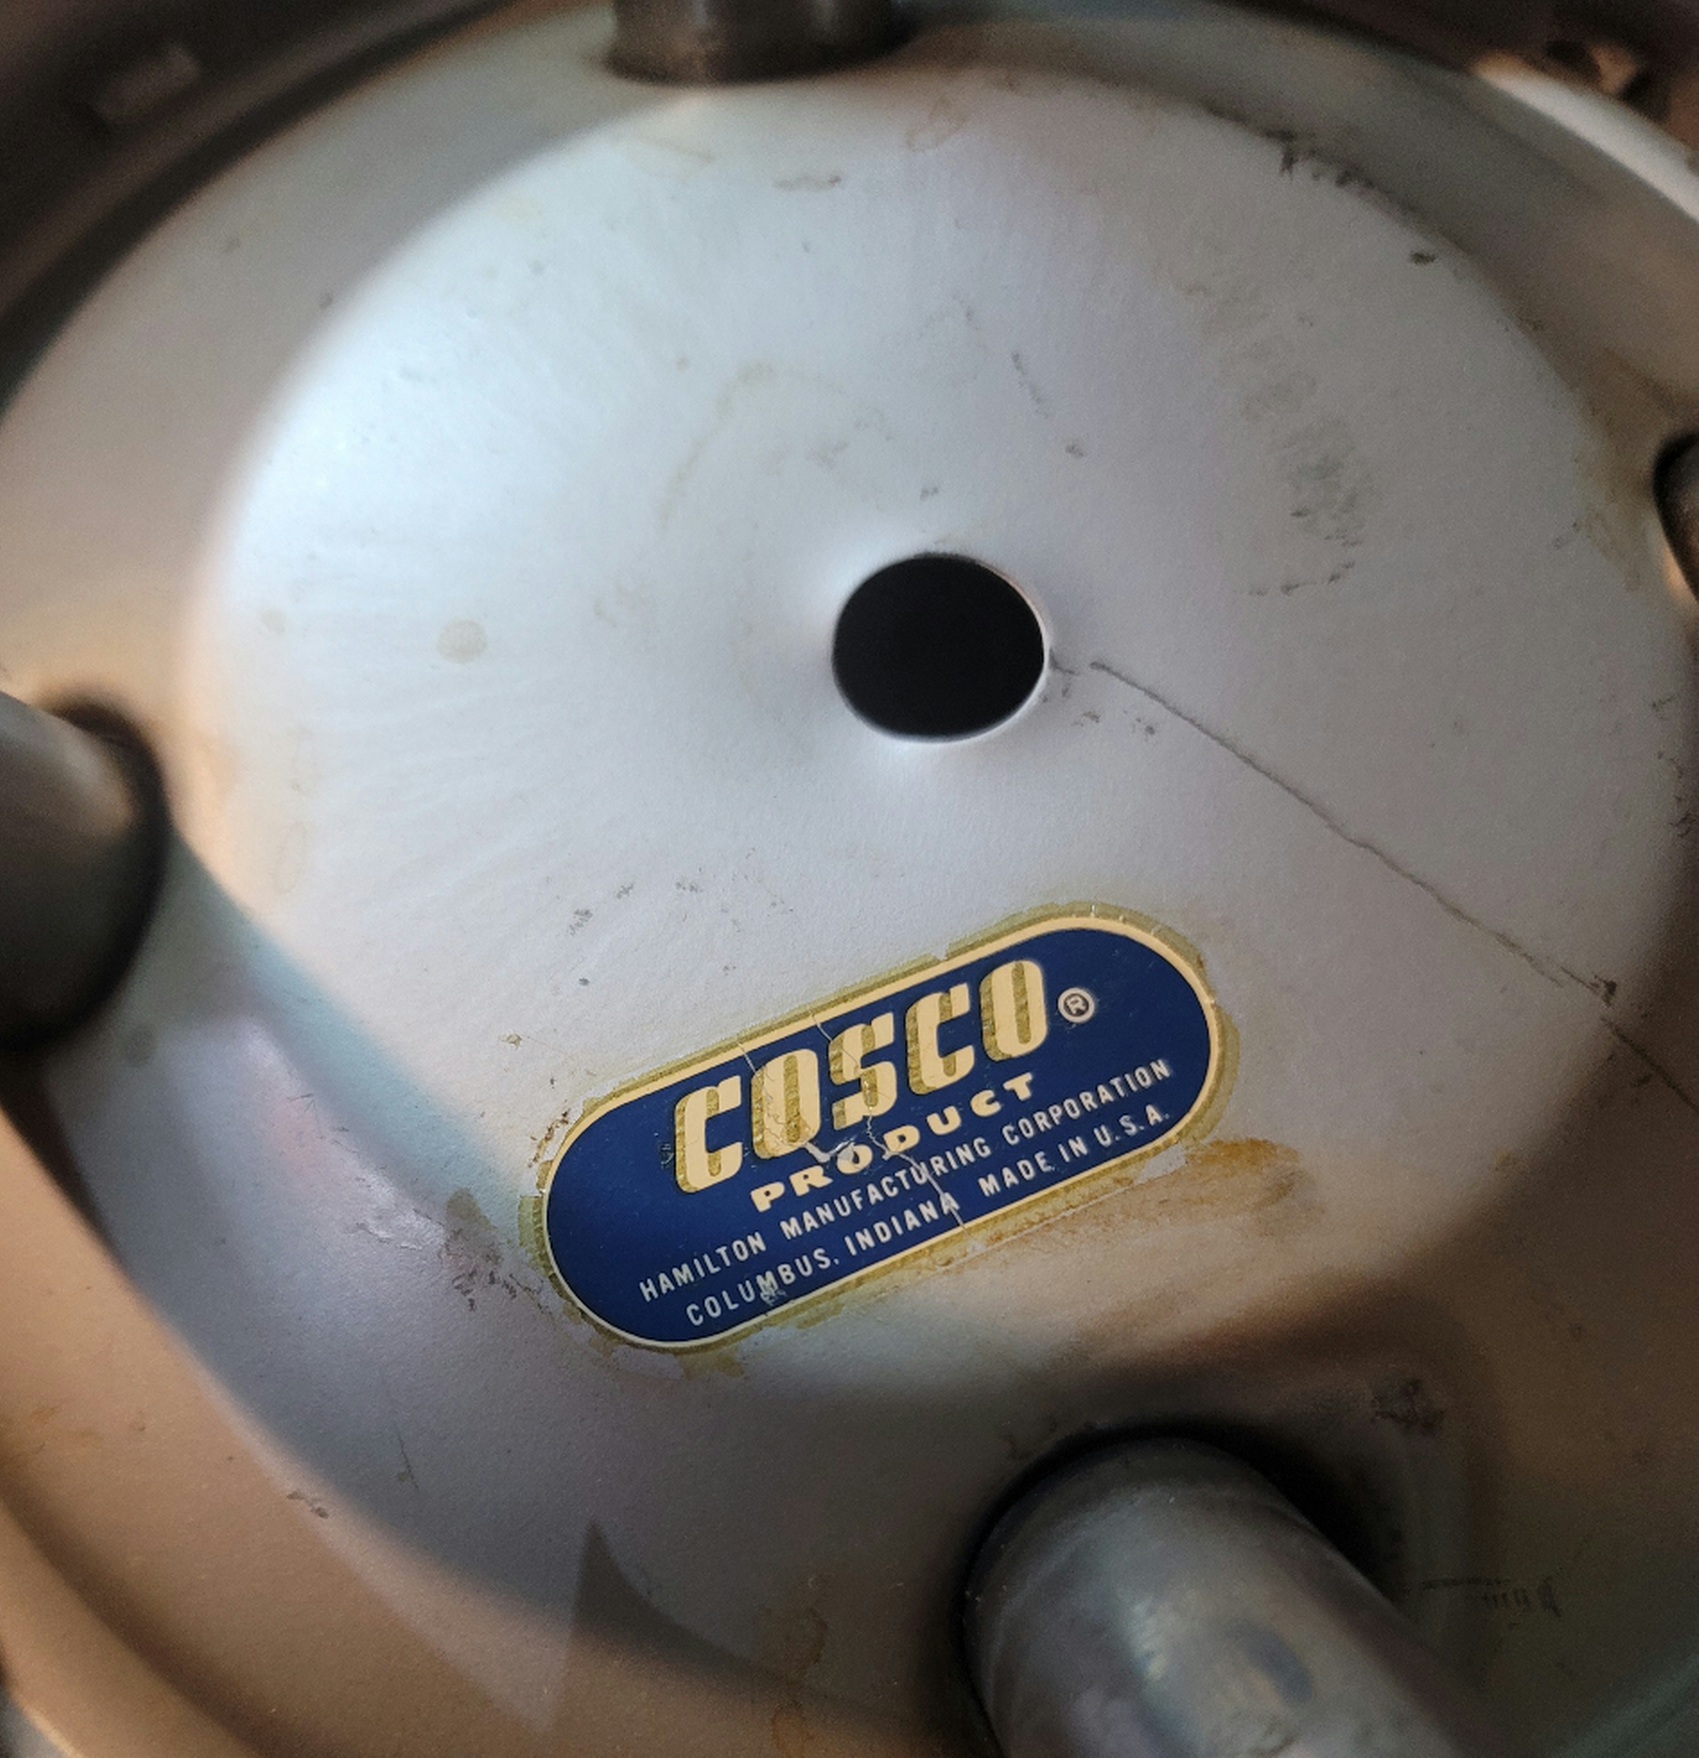 COSCO ®
PRODUCT
HAMILTON MANUFACTURING CORPORATION
COLUMBUS, INDIANA MADE IN U.S.A.